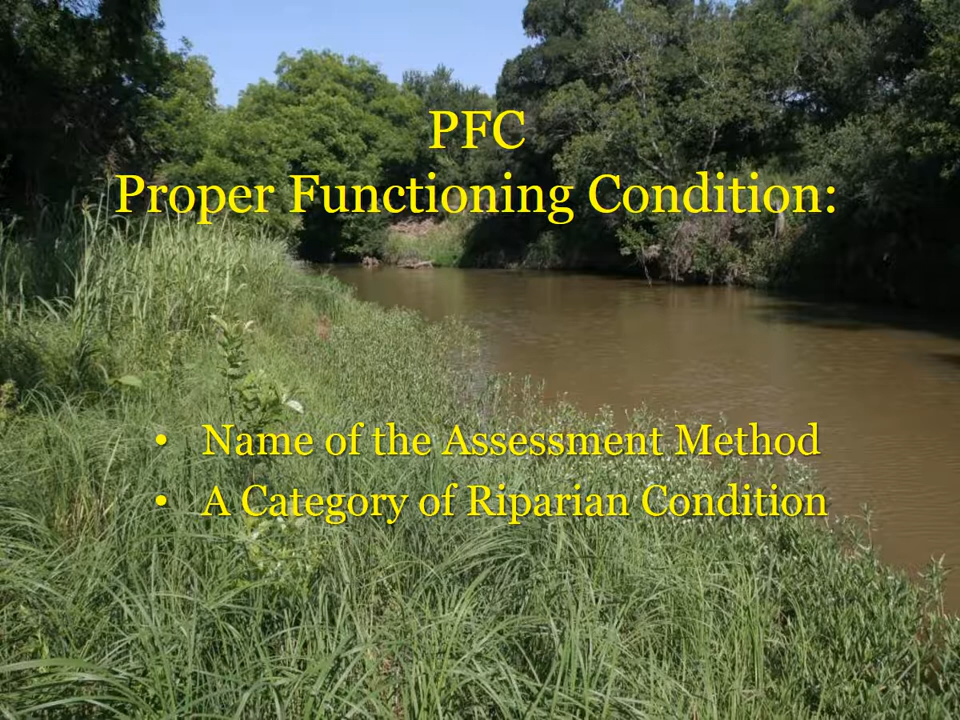 PFC
Proper Functioning Condition:
• Name of the Assessment Method
• A Category of Riparian Condition